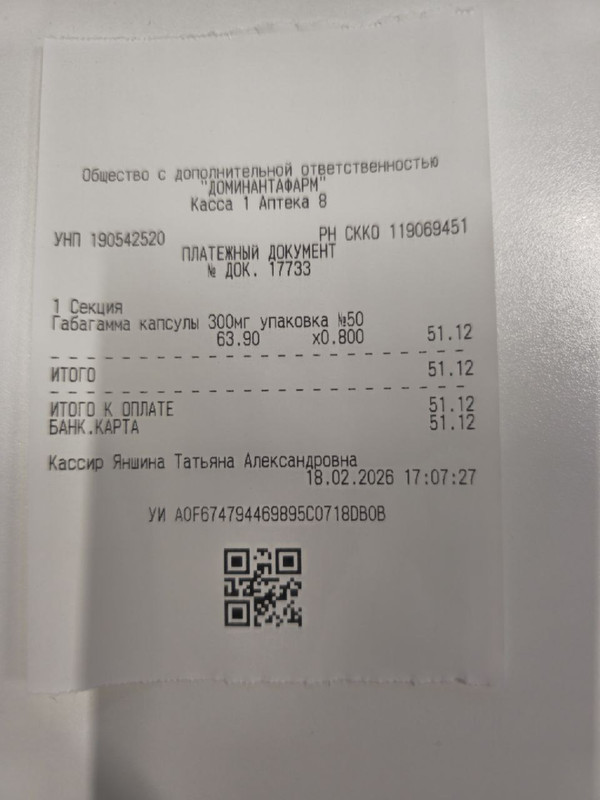 Общество с дополнительной ответственностью
"ДОМИНАНТАФАРМ"
Касса 1 Аптека 8
УНП 190542520 РН СККО 119069451
ПЛАТЕЖНЫЙ ДОКУМЕНТ
№ ДОК. 17733
1 Секция
Габагамма капсулы 300мг упаковка №50
63.90 x0.800 51.12
ИТОГО 51.12
ИТОГО К ОПЛАТЕ 51.12
БАНК.КАРТА 51.12
Кассир Яншина Татьяна Александровна
18.02.2026 17:07:27
УИ A0F674794469895C0718DB0B